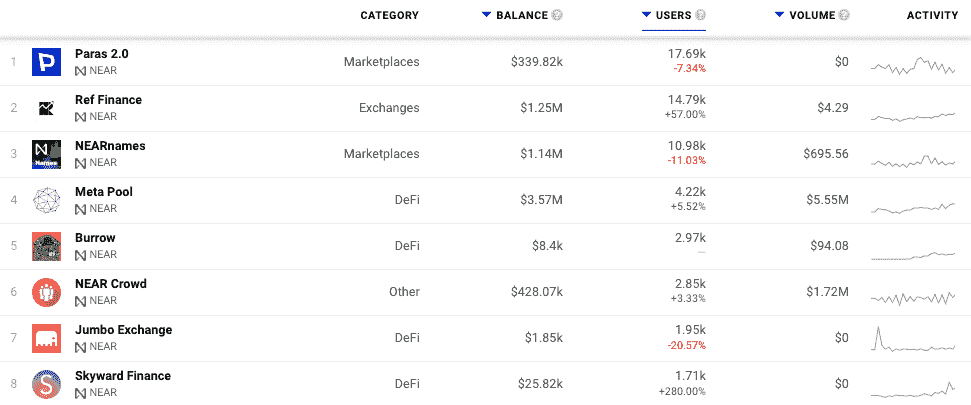 CATEGORY BALANCE ? USERS ? VOLUME ? ACTIVITY
1 Paras 2.0 NEAR Marketplaces $339.82k 17.69k -7.34% $0
2 Ref Finance NEAR Exchanges $1.25M 14.79k +57.00% $4.29
3 NEARnames NEAR Marketplaces $1.14M 10.98k -11.03% $695.56
4 Meta Pool NEAR DeFi $3.57M 4.22k +5.52% $5.55M
5 Burrow NEAR DeFi $8.4k 2.97k — $94.08
6 NEAR Crowd NEAR Other $428.07k 2.85k +3.33% $1.72M
7 Jumbo Exchange NEAR DeFi $1.85k 1.95k -20.57% $0
8 Skyward Finance NEAR DeFi $25.82k 1.71k +280.00% $0